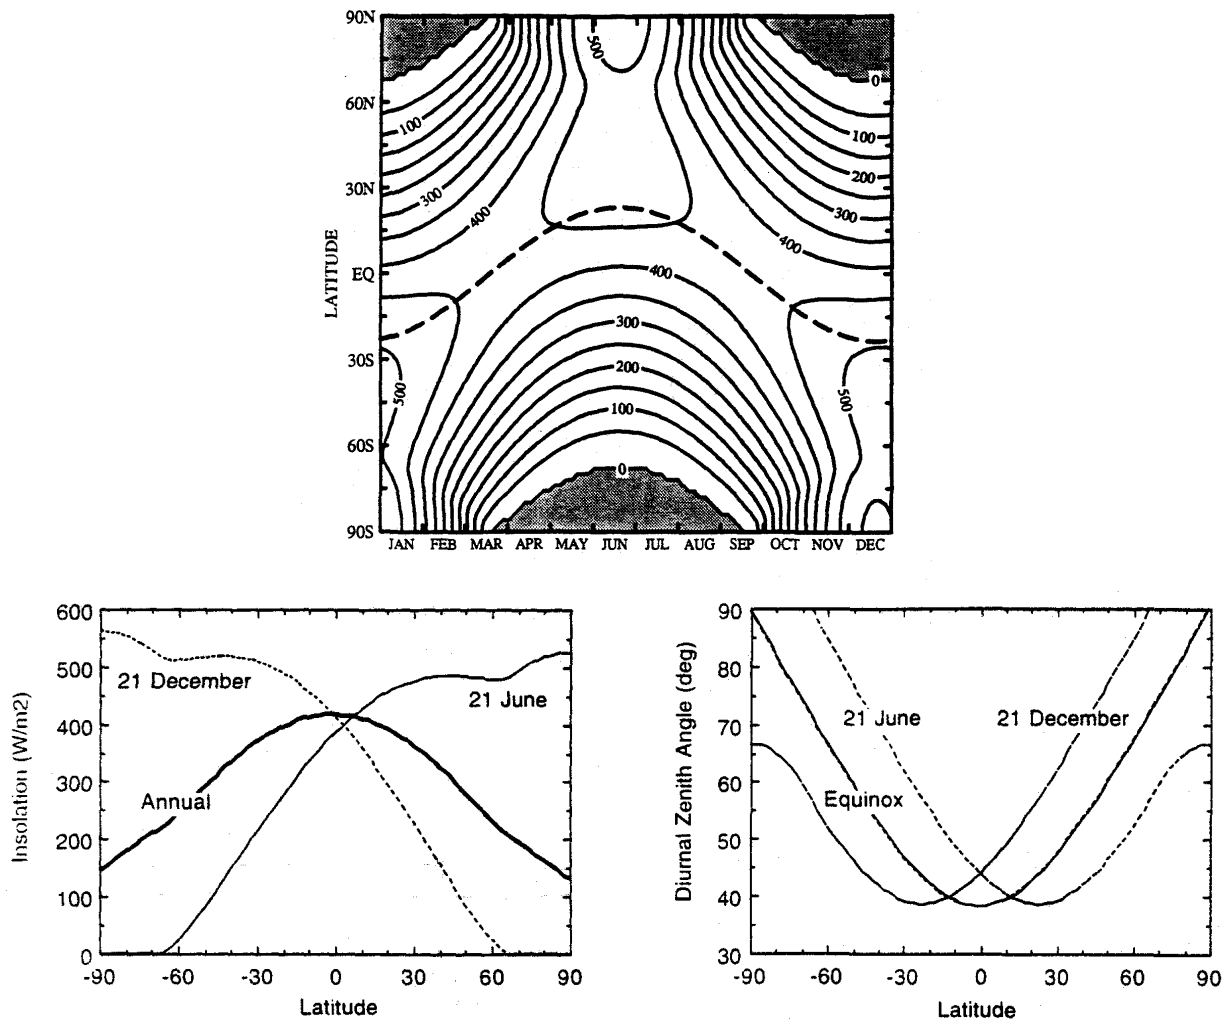 90N
60N
30N
EQ
30S
60S
90S
LATITUDE
500
0
100
100
200
300
300
400
400
400
300
200
100
0
500
500
JAN FEB MAR APR MAY JUN JUL AUG SEP OCT NOV DEC
600
500
400
300
200
100
0
Insolation (W/m2)
21 December
21 June
Annual
-90 -60 -30 0 30 60 90
Latitude
90
80
70
60
50
40
30
Diurnal Zenith Angle (deg)
21 June
21 December
Equinox
-90 -60 -30 0 30 60 90
Latitude